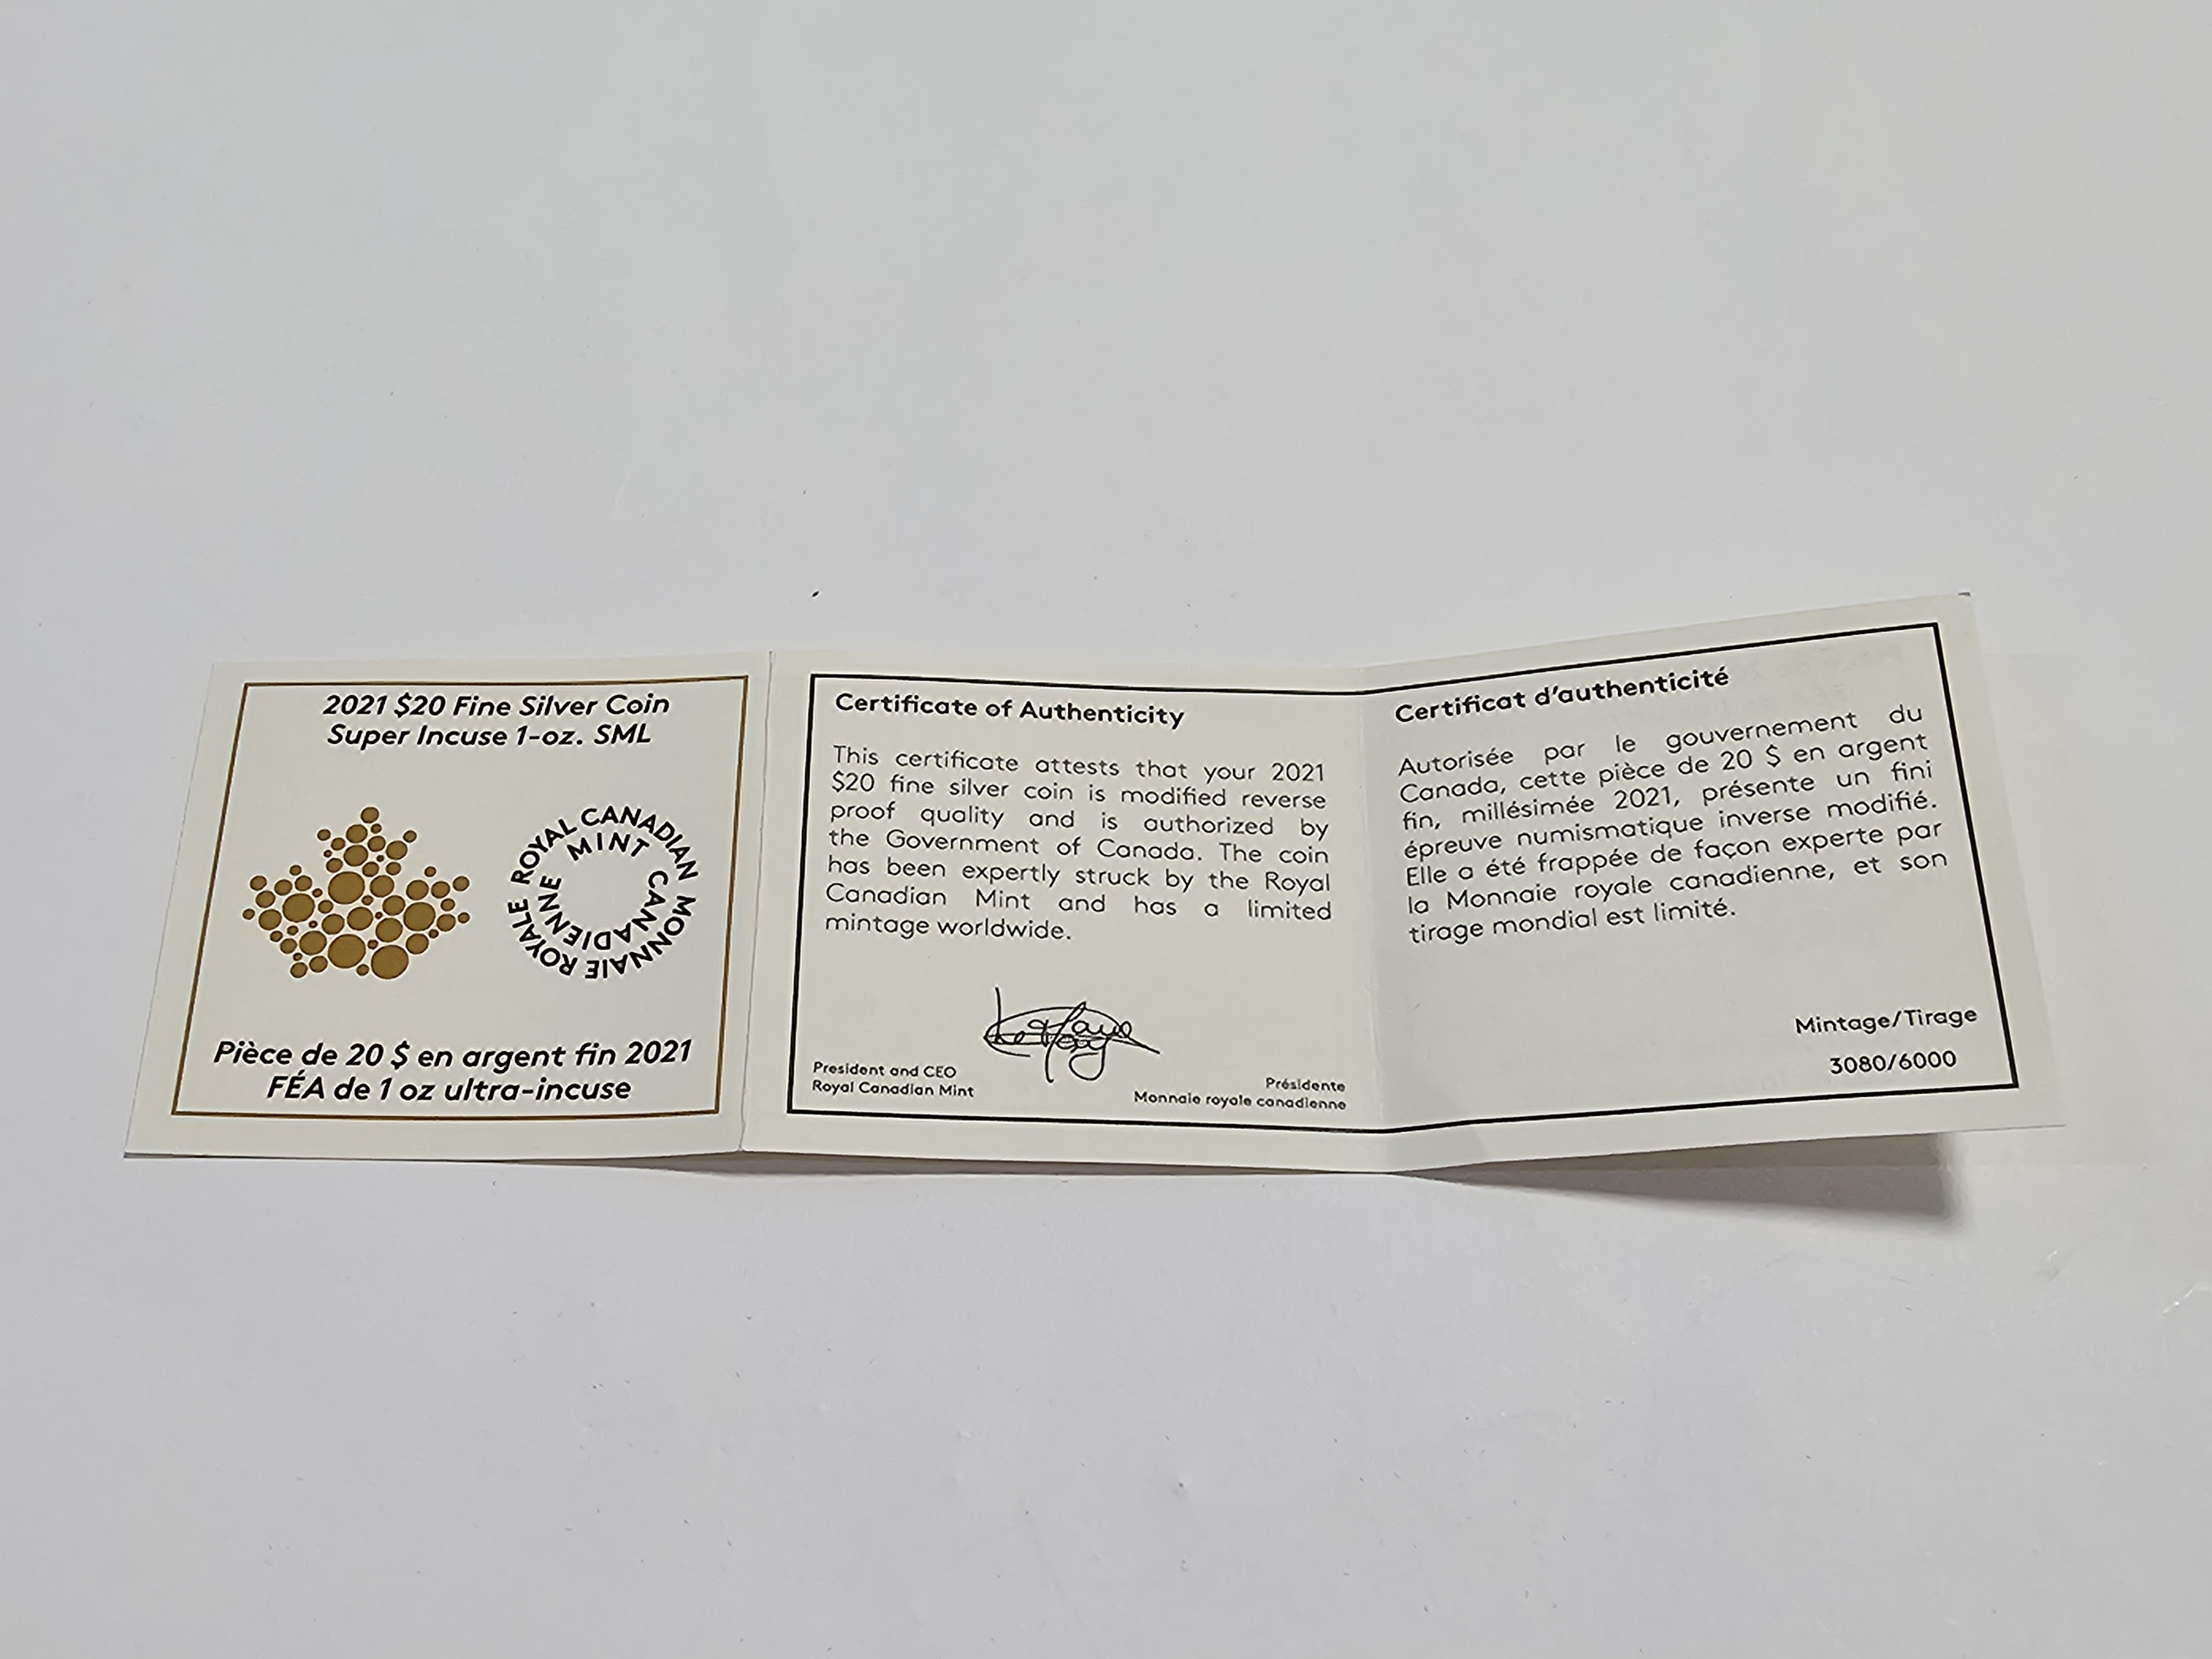 2021 $20 Fine Silver Coin
Super Incuse 1-oz. SML
ROYAL CANADIAN MINT
MONNAIE ROYALE CANADIENNE
Pièce de 20 $ en argent fin 2021
FÉA de 1 oz ultra-incuse
Certificate of Authenticity
This certificate attests that your 2021
$20 fine silver coin is modified reverse
proof quality and is authorized by
the Government of Canada. The coin
has been expertly struck by the Royal
Canadian Mint and has a limited
mintage worldwide.
President and CEO
Royal Canadian Mint
Présidente
Monnaie royale canadienne
Certificat d'authenticité
Autorisée par le gouvernement du
Canada, cette pièce de 20 $ en argent
fin, millésimée 2021, présente un fini
épreuve numismatique inverse modifié.
Elle a été frappée de façon experte par
la Monnaie royale canadienne, et son
tirage mondial est limité.
Mintage/Tirage
3080/6000